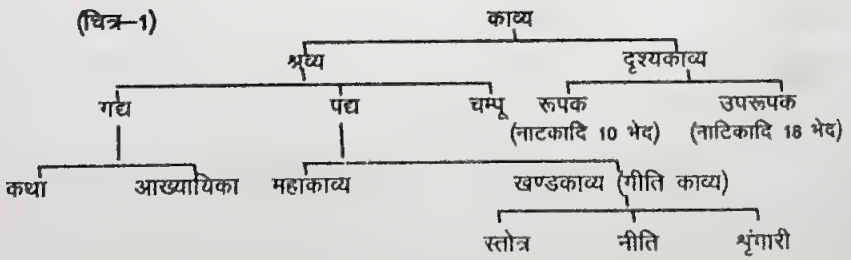 (चित्र–1)
काव्य
श्रव्य दृश्यकाव्य
गद्य पद्य चम्पू रूपक उपरूपक
(नाटकादि 10 भेद) (नाटिकादि 18 भेद)
कथा आख्यायिका महाकाव्य खण्डकाव्य (गीति काव्य)
स्तोत्र नीति शृंगारी